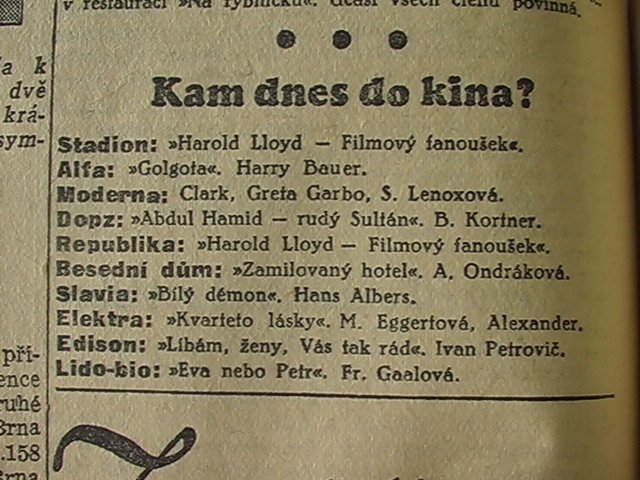 v restauraci »Na rybníčku«. Účast všech členů povinná.
Kam dnes do kina?
Stadion: »Harold Lloyd — Filmový fanoušek«.
Alfa: »Golgota«. Harry Bauer.
Moderna: Clark, Greta Garbo, S. Lenoxová.
Dopz: »Abdul Hamid — rudý Sultán«. B. Kortner.
Republika: »Harold Lloyd — Filmový fanoušek«.
Besední dům: »Zamilovaný hotel«. A. Ondráková.
Slavia: »Bílý démon«. Hans Albers.
Elektra: »Kvarteto lásky«. M. Eggertová, Alexander.
Edison: »Líbám, ženy, Vás tak rád«. Ivan Petrovič.
Lido-bio: »Eva nebo Petr«. Fr. Gaalová.
a k
dvě
krá-
sym-
pří-
ence
ruhé
Brna
.158
Brna